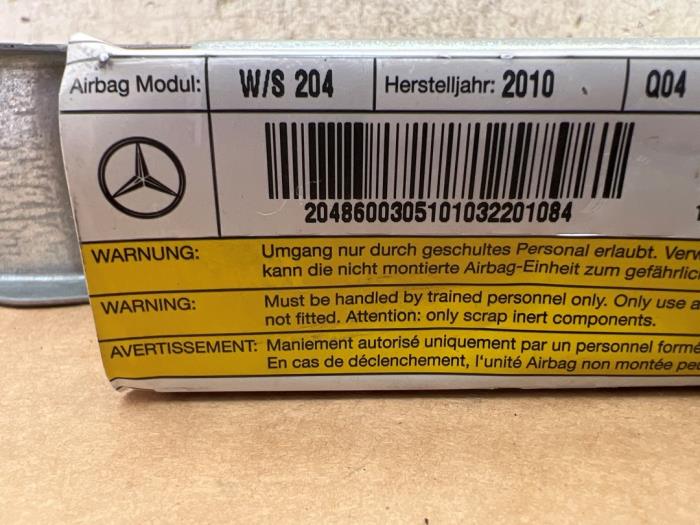 Airbag Modul: W/S 204 Herstelljahr: 2010 Q04
2048600305101032201084
WARNUNG: Umgang nur durch geschultes Personal erlaubt.
kann die nicht montierte Airbag-Einheit zum
WARNING: Must be handled by trained personnel only. Only use
not fitted. Attention: only scrap inert components.
AVERTISSEMENT: Maniement autorisé uniquement par un personnel
En cas de déclenchement, l'unité Airbag non montée